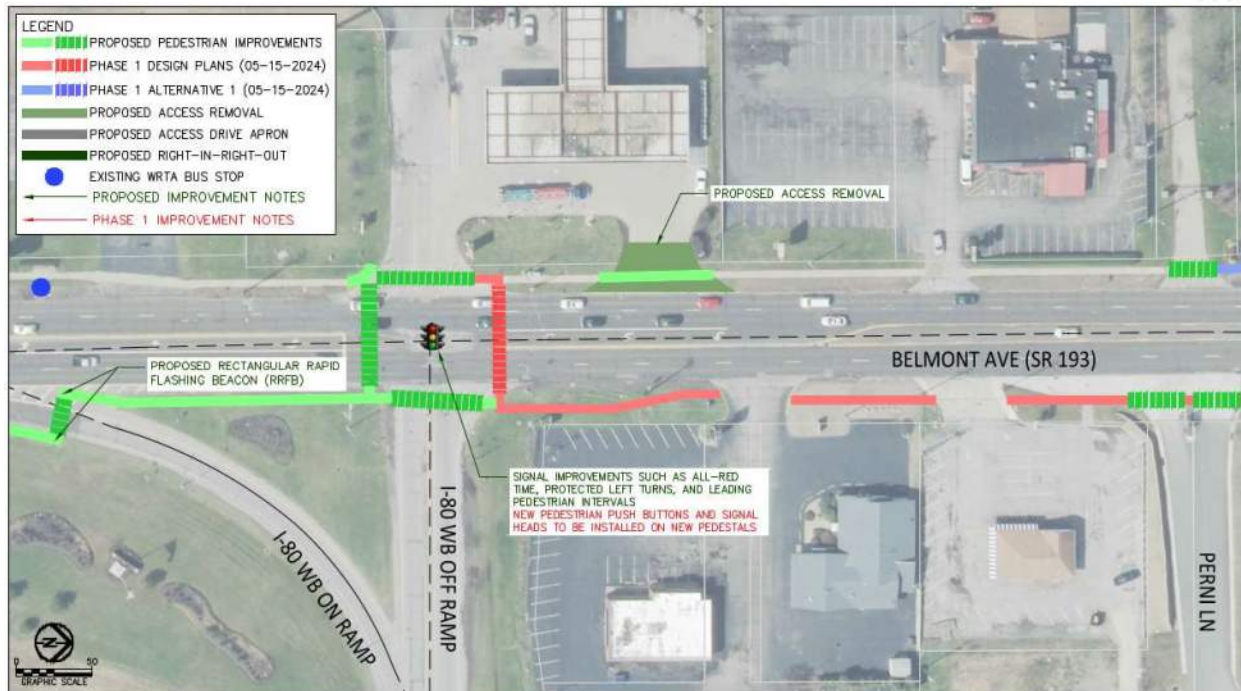 LEGEND
PROPOSED PEDESTRIAN IMPROVEMENTS
PHASE 1 DESIGN PLANS (05-15-2024)
PHASE 1 ALTERNATIVE 1 (05-15-2024)
PROPOSED ACCESS REMOVAL
PROPOSED ACCESS DRIVE APRON
PROPOSED RIGHT-IN-RIGHT-OUT
EXISTING WRTA BUS STOP
PROPOSED IMPROVEMENT NOTES
PHASE 1 IMPROVEMENT NOTES
PROPOSED ACCESS REMOVAL
BELMONT AVE (SR 193)
PROPOSED RECTANGULAR RAPID
FLASHING BEACON (RRFB)
SIGNAL IMPROVEMENTS SUCH AS ALL-RED
TIME, PROTECTED LEFT TURNS, AND LEADING
PEDESTRIAN INTERVALS
NEW PEDESTRIAN PUSH BUTTONS AND SIGNAL
HEADS TO BE INSTALLED ON NEW PEDESTALS
I-80 WB ON RAMP
I-80 WB OFF RAMP
PERNI LN
N
0 50
GRAPHIC SCALE